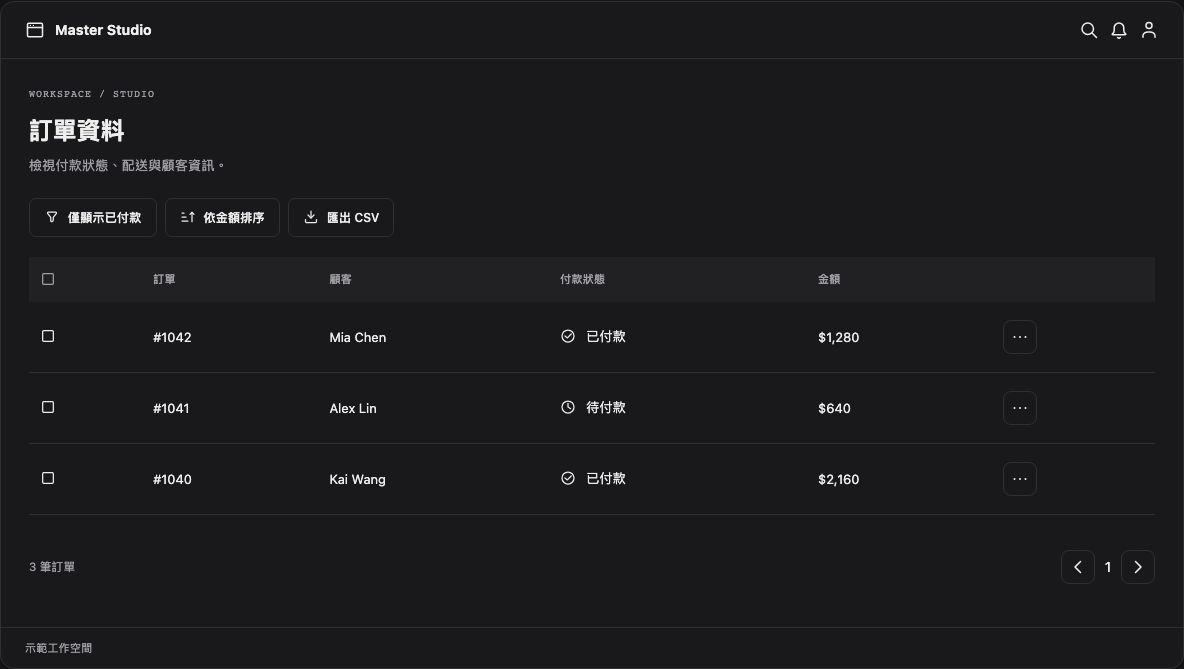 Master Studio
WORKSPACE / STUDIO
訂單資料
檢視付款狀態、配送與顧客資訊。
僅顯示已付款 依金額排序 匯出 CSV
訂單 顧客 付款狀態 金額
#1042 Mia Chen 已付款 $1,280 ...
#1041 Alex Lin 待付款 $640 ...
#1040 Kai Wang 已付款 $2,160 ...
3 筆訂單 1
示範工作空間